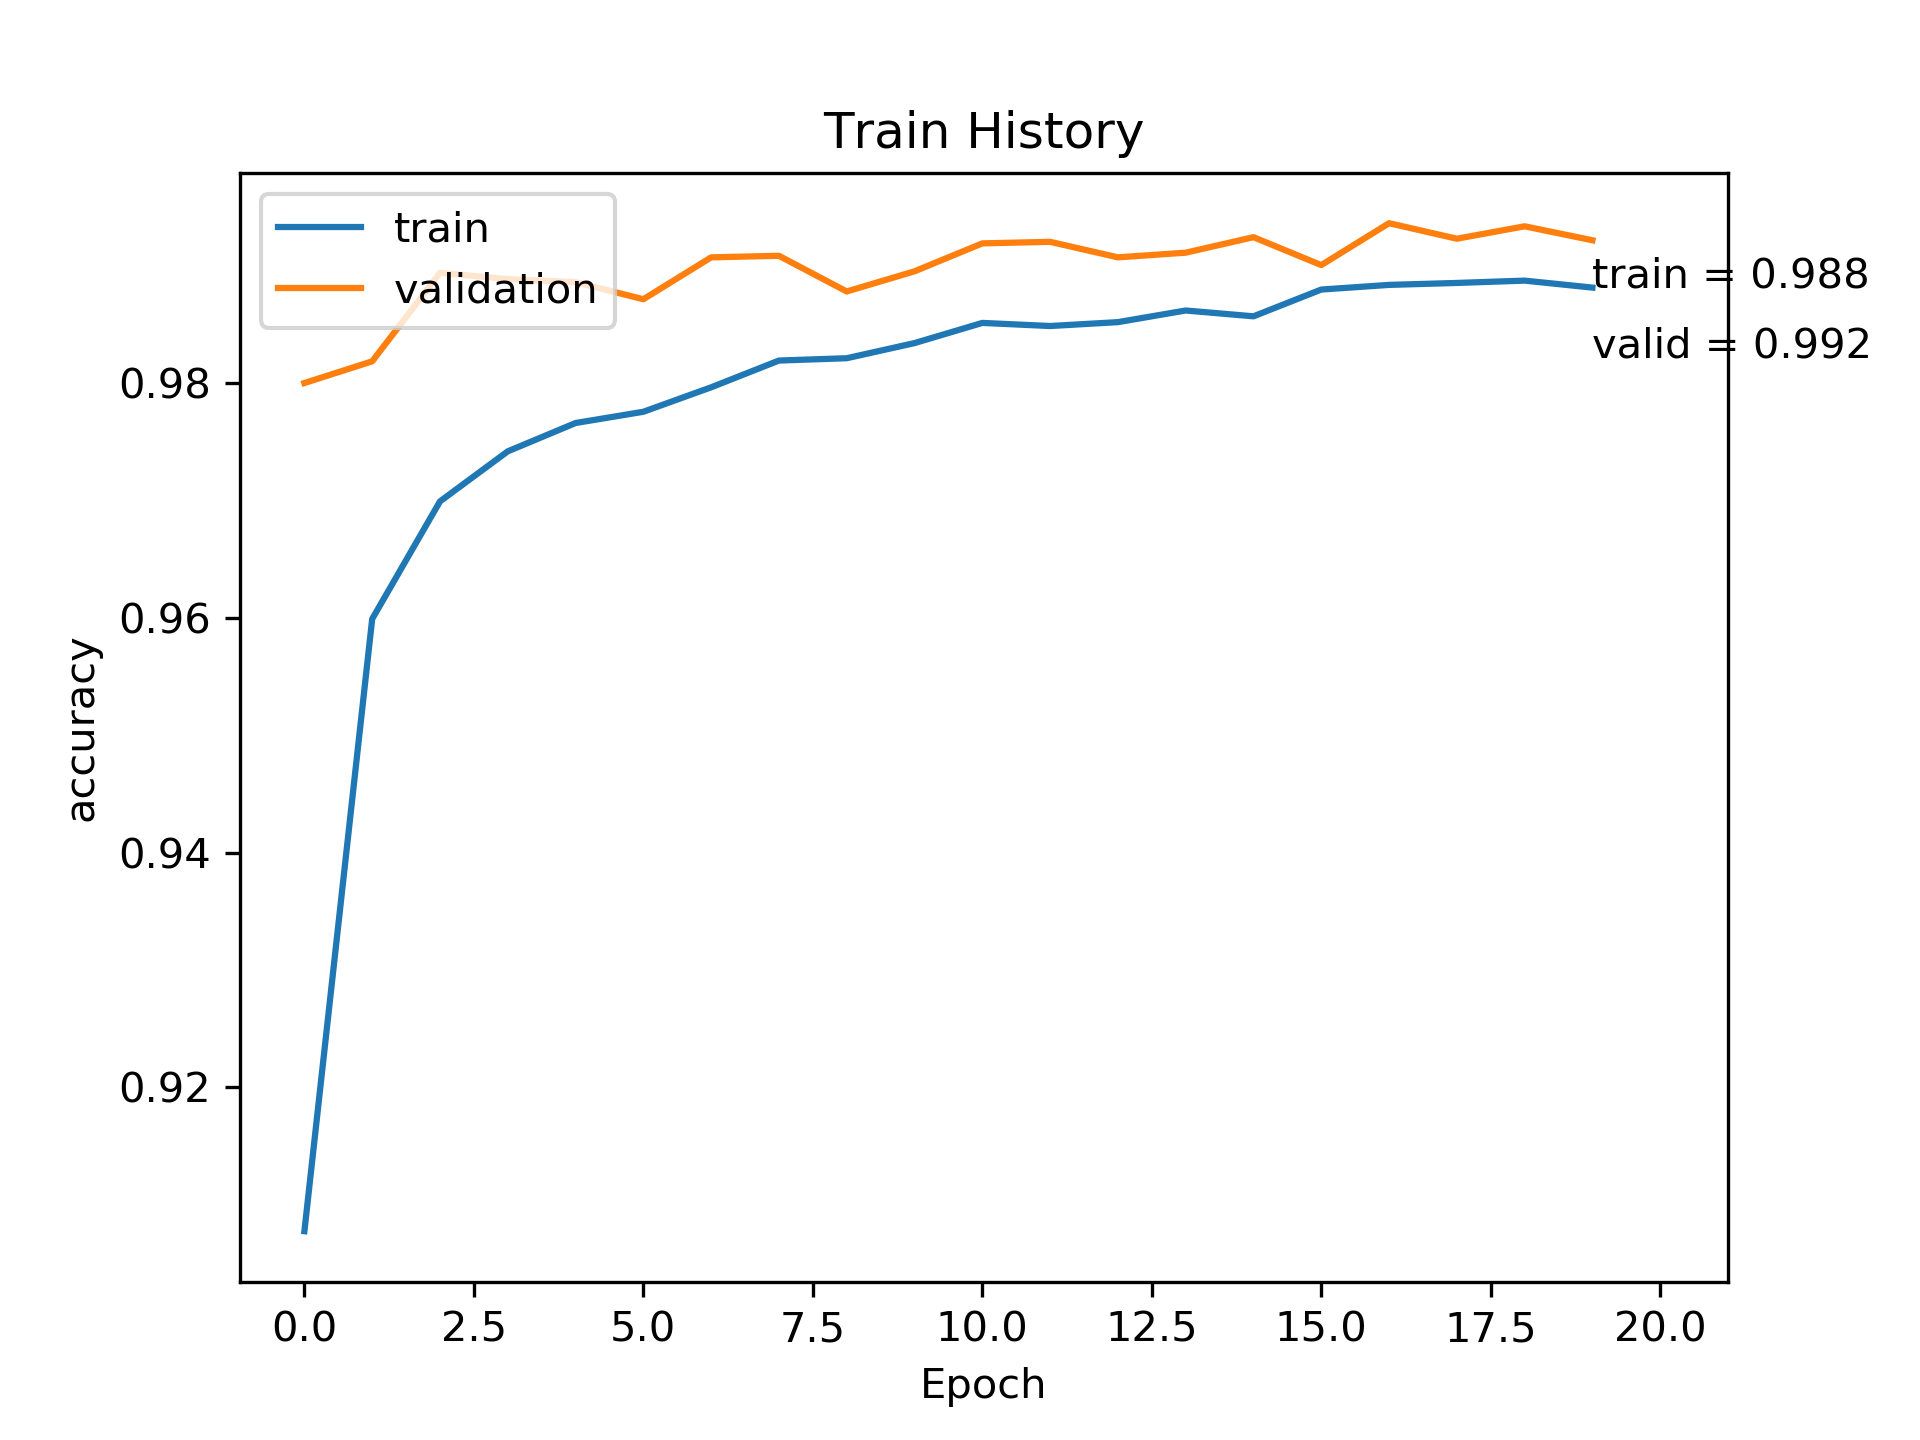 Train History
train
validation
train = 0.988
valid = 0.992
0.98
0.96
0.94
0.92
accuracy
0.0 2.5 5.0 7.5 10.0 12.5 15.0 17.5 20.0
Epoch